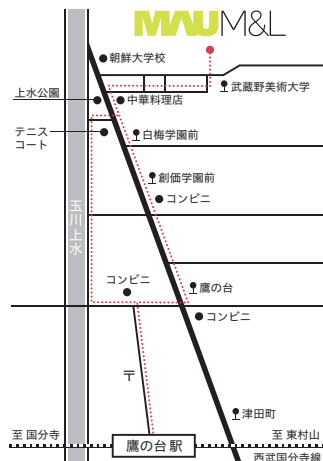 MAU M&L
朝鮮大学校
武蔵野美術大学
上水公園
中華料理店
テニス
コート
白梅学園前
創価学園前
コンビニ
玉川上水
コンビニ
鷹の台
コンビニ
〒
津田町
至 国分寺
至 東村山
鷹の台駅
西武国分寺線